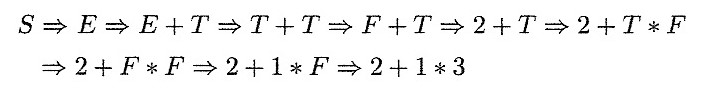 S ⇒ E ⇒ E + T ⇒ T + T ⇒ F + T ⇒ 2 + T ⇒ 2 + T * F
⇒ 2 + F * F ⇒ 2 + 1 * F ⇒ 2 + 1 * 3